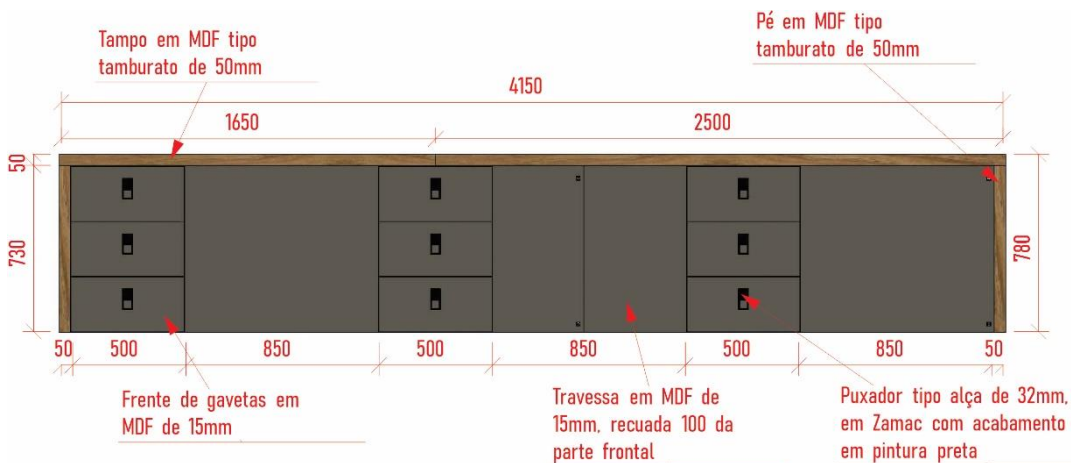 Tampo em MDF tipo
tamburato de 50mm
Pé em MDF tipo
tamburato de 50mm
4150
1650
2500
50
730
780
50
500
850
500
850
500
850
50
Frente de gavetas em
MDF de 15mm
Travessa em MDF de
15mm, recuada 100 da
parte frontal
Puxador tipo alça de 32mm,
em Zamac com acabamento
em pintura preta